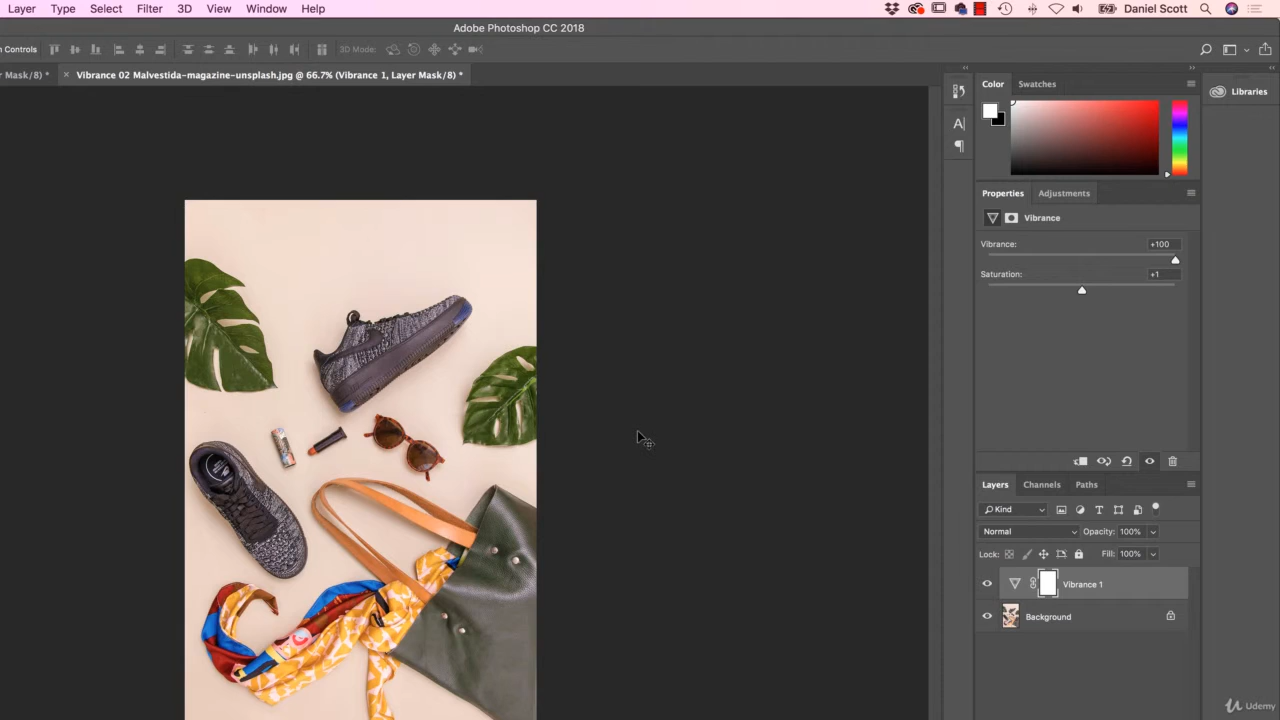 Layer Type Select Filter 3D View Window Help Daniel Scott
Adobe Photoshop CC 2018
n Controls 3D Mode:
r Mask/8) * × Vibrance 02 Malvestida-magazine-unsplash.jpg @ 66.7% (Vibrance 1, Layer Mask/8) *
Color Swatches
Libraries
Properties Adjustments
Vibrance
Vibrance: +100
Saturation: +1
Layers Channels Paths
Kind
Normal Opacity: 100%
Lock: Fill: 100%
Vibrance 1
Background
Udemy